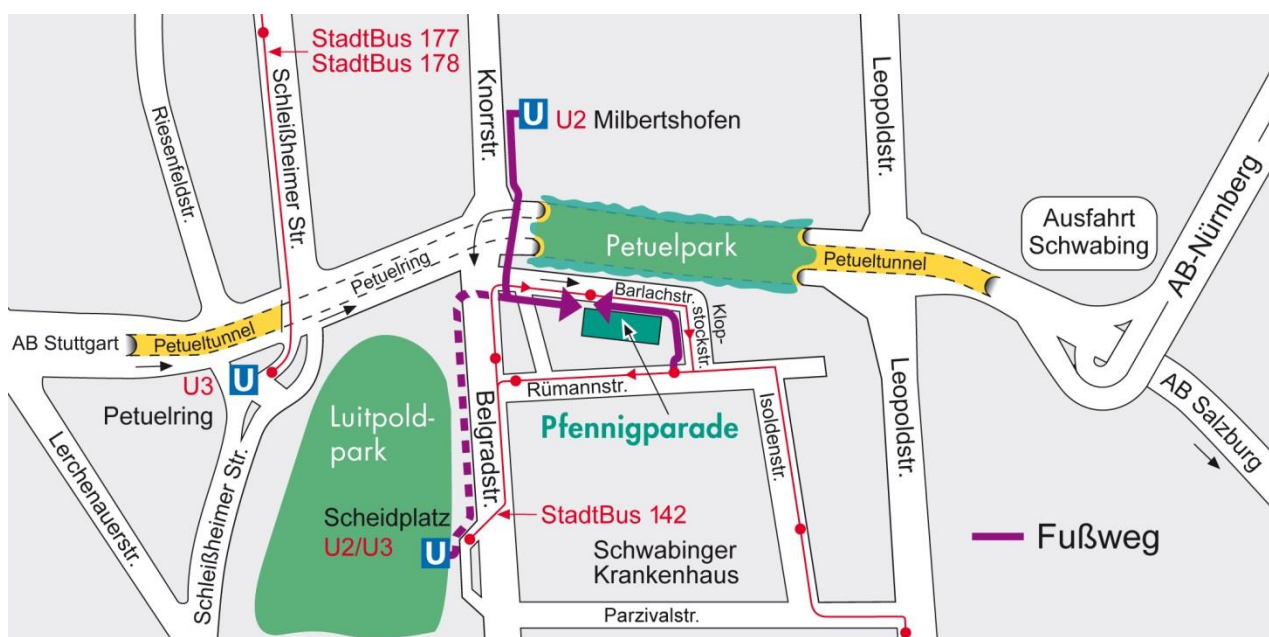 StadtBus 177
StadtBus 178
Riesenfeldstr.
Schleißheimer Str.
Knorrstr.
U
U2 Milbertshofen
Leopoldstr.
AB-Nürnberg
Ausfahrt
Schwabing
Petuelpark
Petueltunnel
Petuelring
AB Stuttgart
Petueltunnel
Barlachstr.
Klop-
stockstr.
U3
U
Petuelring
Luitpold-
park
Rümannstr.
Belgradstr.
Pfennigparade
Isoldenstr.
Leopoldstr.
AB Salzburg
Lerchenauerstr.
Schleißheimer Str.
Scheidplatz
U2/U3
U
StadtBus 142
Schwabinger
Krankenhaus
Fußweg
Parzivalstr.